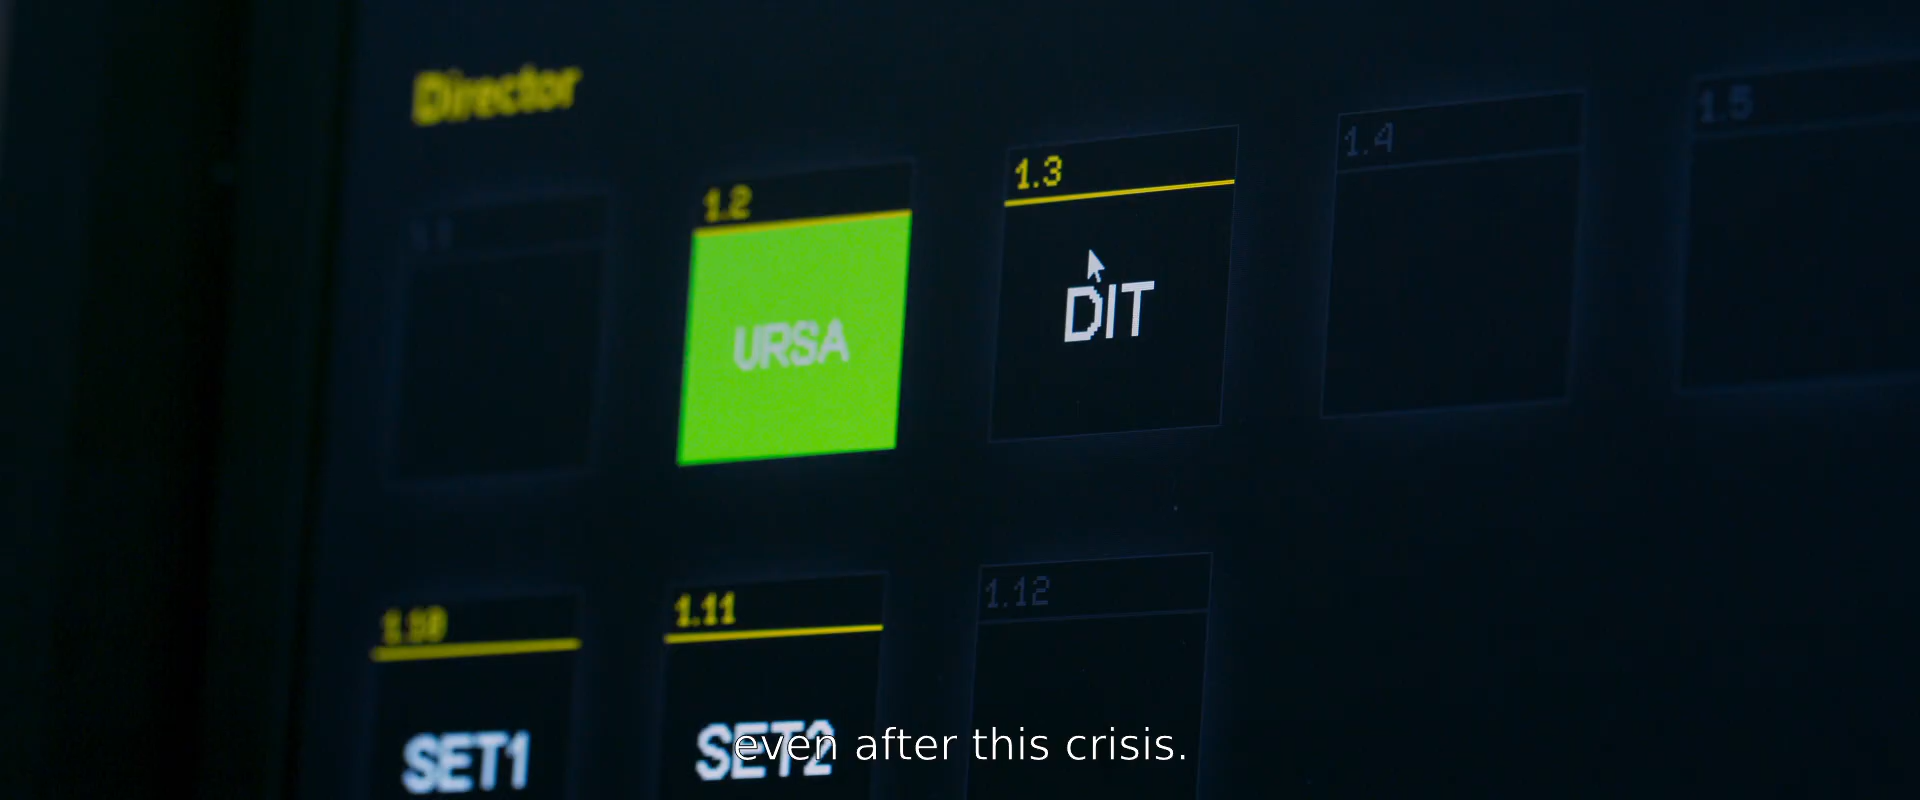 Director
1.2
1.3
1.4
1.5
URSA
DIT
1.10
1.11
1.12
SET1
SET2
even after this crisis.